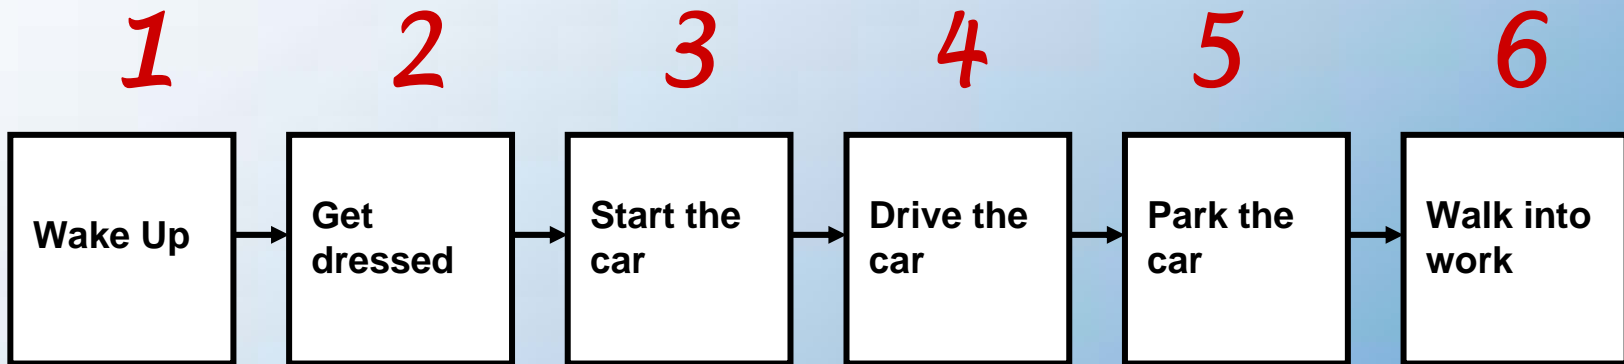 1 2 3 4 5 6
Wake Up
Get
dressed
Start the
car
Drive the
car
Park the
car
Walk into
work